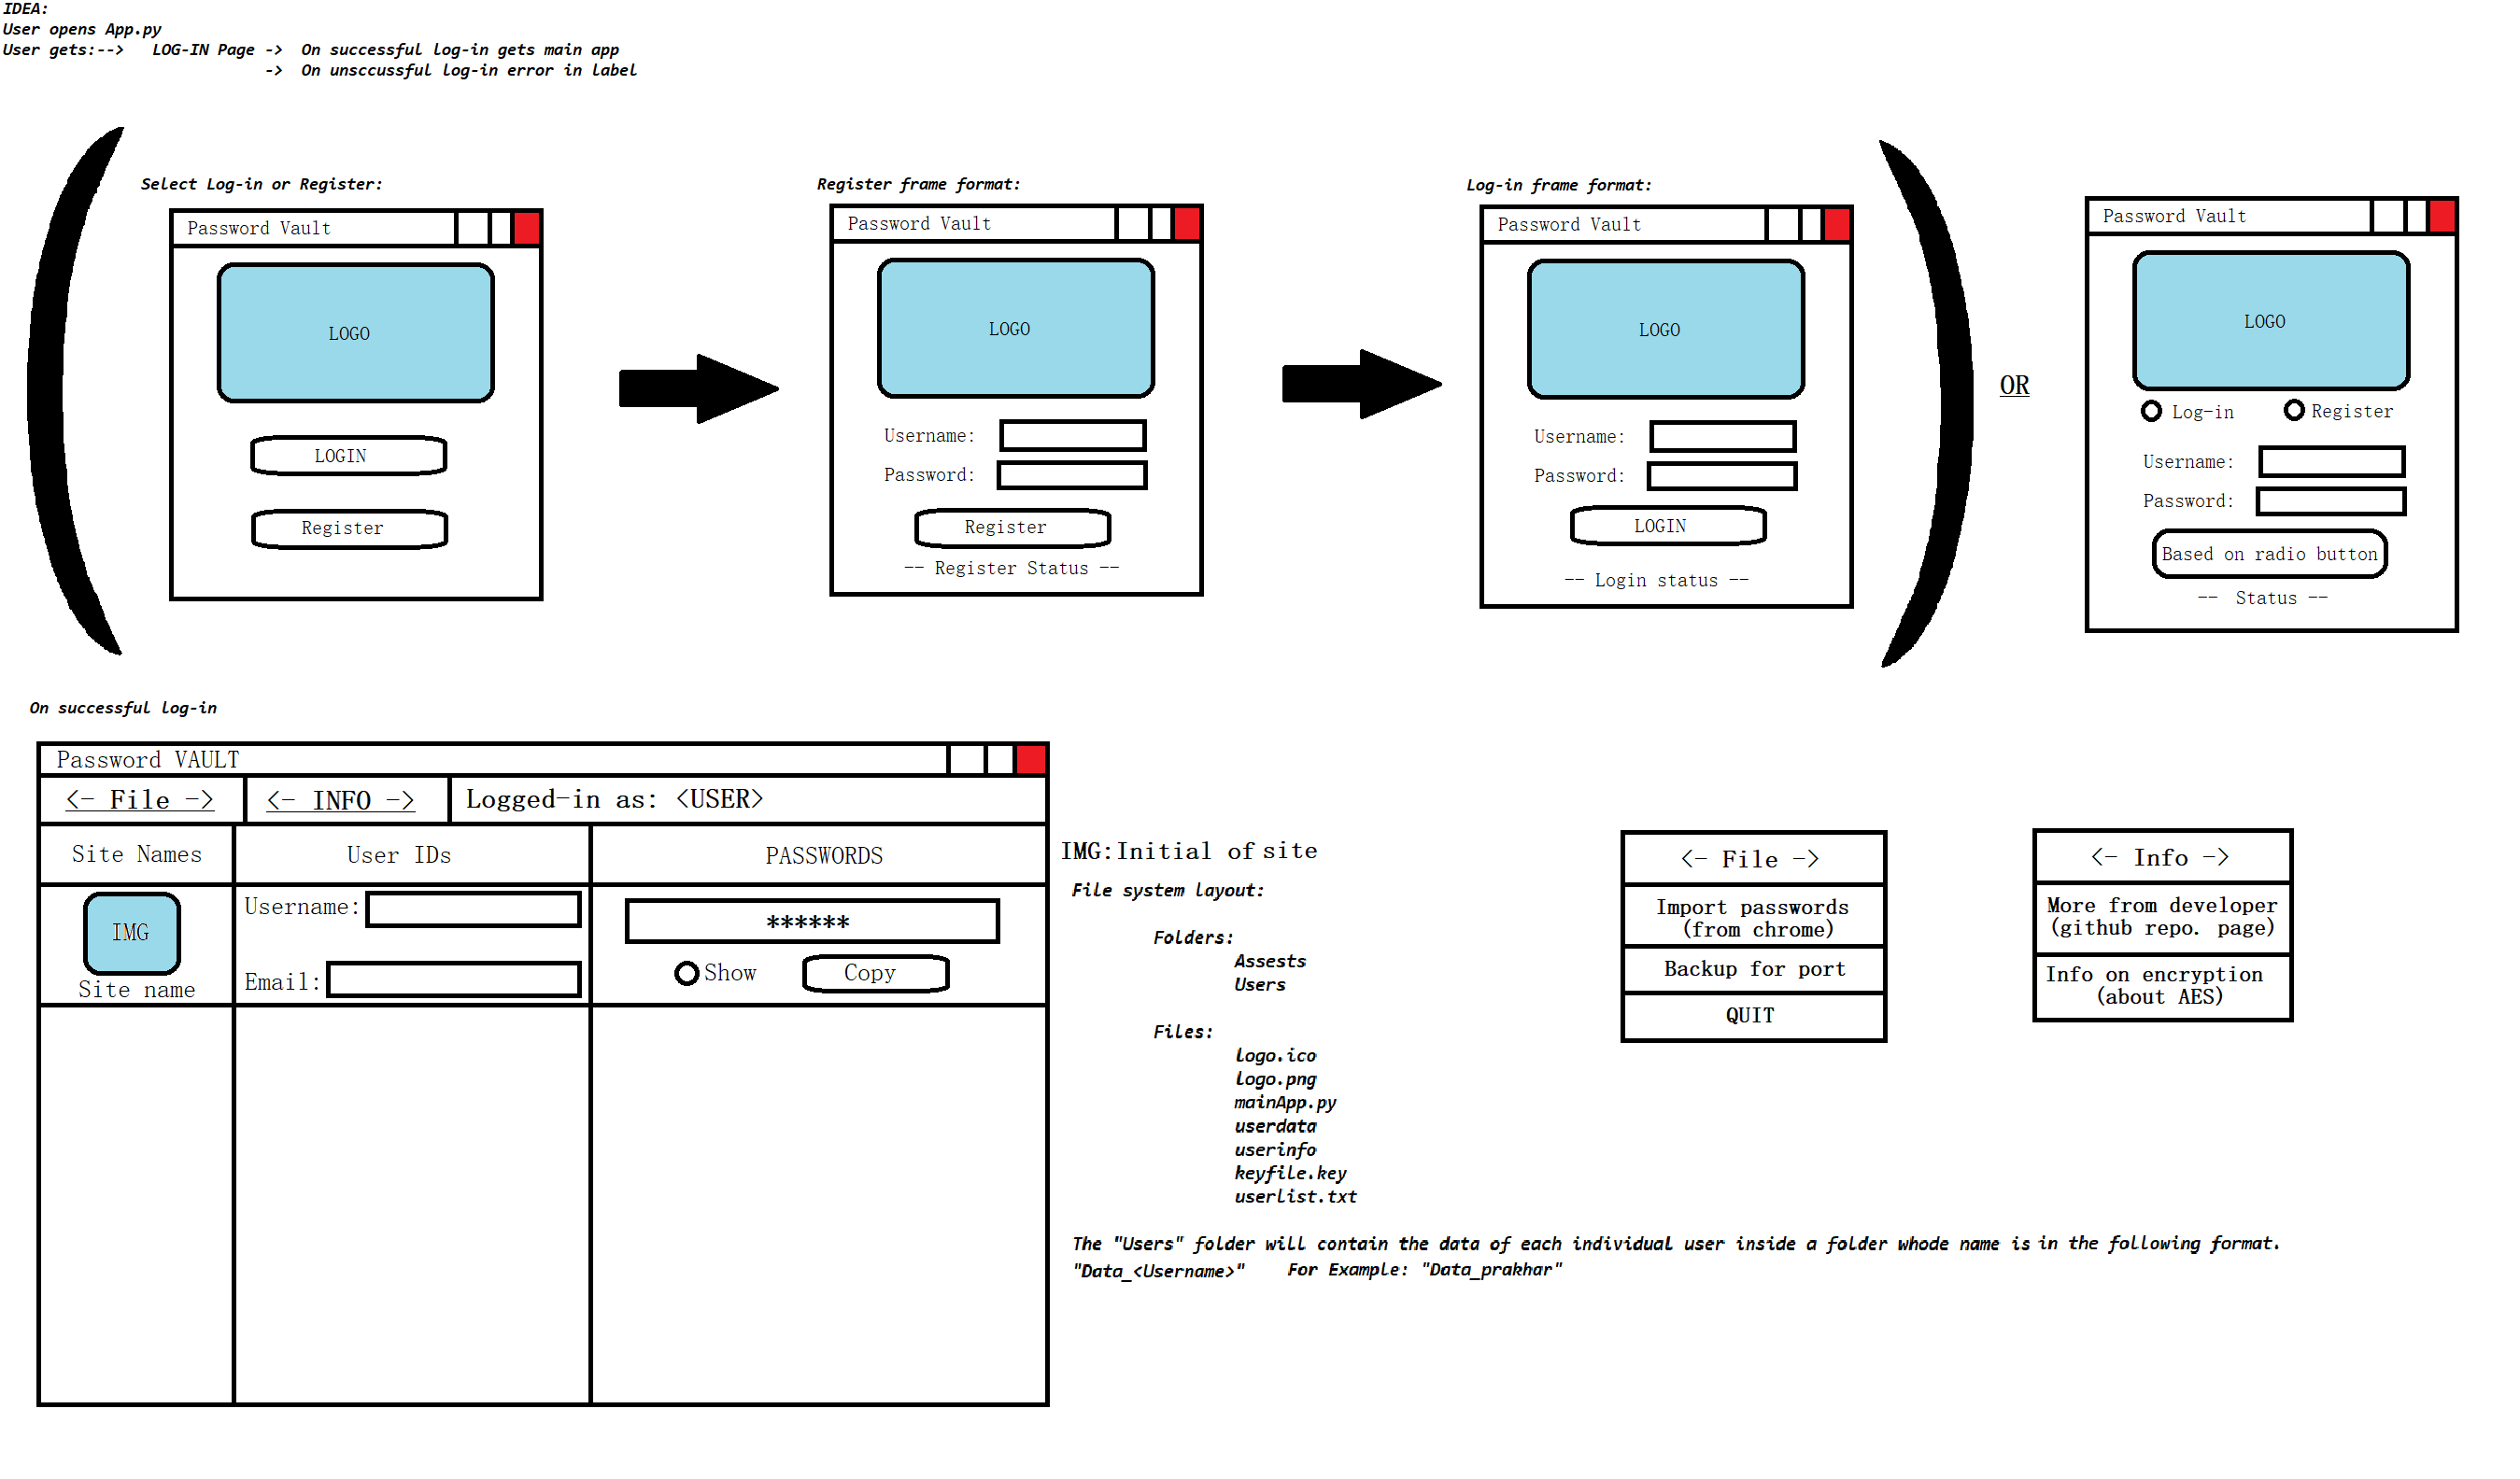 IDEA:
User opens App.py
User gets:--> LOG-IN Page -> On successful log-in gets main app
-> On unsccussful log-in error in label
Select Log-in or Register:
Password Vault
LOGO
LOGIN
Register
Register frame format:
Password Vault
LOGO
Username:
Password:
Register
-- Register Status --
Log-in frame format:
Password Vault
LOGO
Username:
Password:
LOGIN
-- Login status --
OR
Password Vault
LOGO
Log-in Register
Username:
Password:
Based on radio button
-- Status --
On successful log-in
Password VAULT
<- File -> <- INFO -> Logged-in as: <USER>
Site Names User IDs PASSWORDS
IMG
Site name
Username:
Email:
******
Show Copy
IMG:Initial of site
File system layout:
Folders:
Assests
Users
Files:
logo.ico
logo.png
mainApp.py
userdata
userinfo
keyfile.key
userlist.txt
The "Users" folder will contain the data of each individual user inside a folder whode name is in the following format.
"Data_<Username>" For Example: "Data_prakhar"
<- File ->
Import passwords
(from chrome)
Backup for port
QUIT
<- Info ->
More from developer
(github repo. page)
Info on encryption
(about AES)